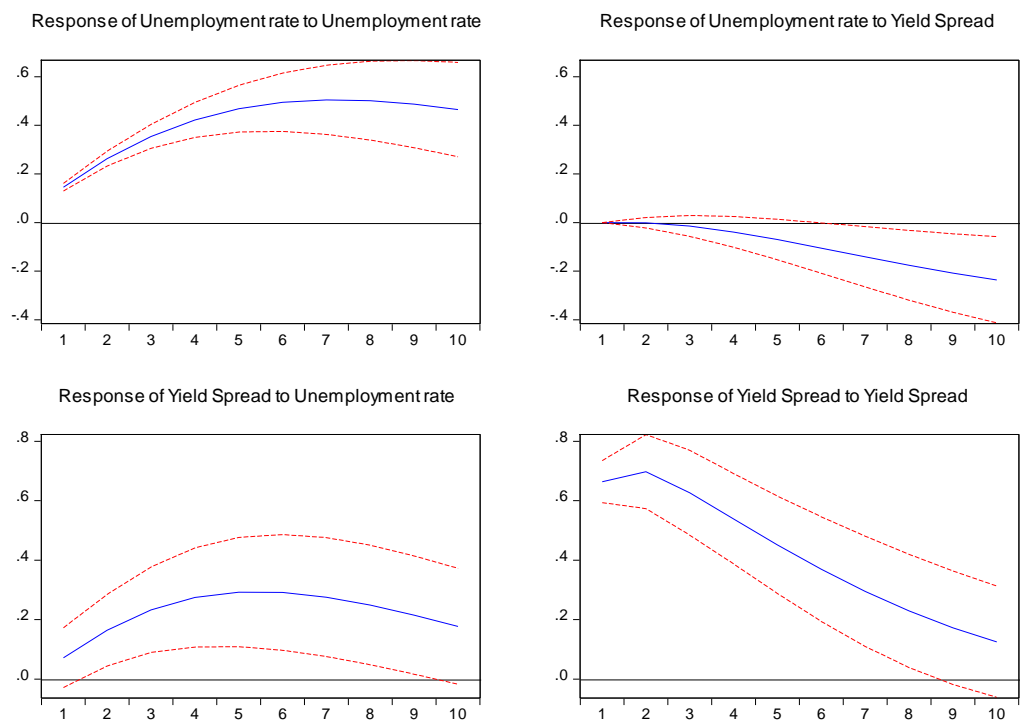 Response of Unemployment rate to Unemployment rate
.6
.4
.2
.0
-.2
-.4
1 2 3 4 5 6 7 8 9 10
Response of Unemployment rate to Yield Spread
.6
.4
.2
.0
-.2
-.4
1 2 3 4 5 6 7 8 9 10
Response of Yield Spread to Unemployment rate
.8
.6
.4
.2
.0
1 2 3 4 5 6 7 8 9 10
Response of Yield Spread to Yield Spread
.8
.6
.4
.2
.0
1 2 3 4 5 6 7 8 9 10